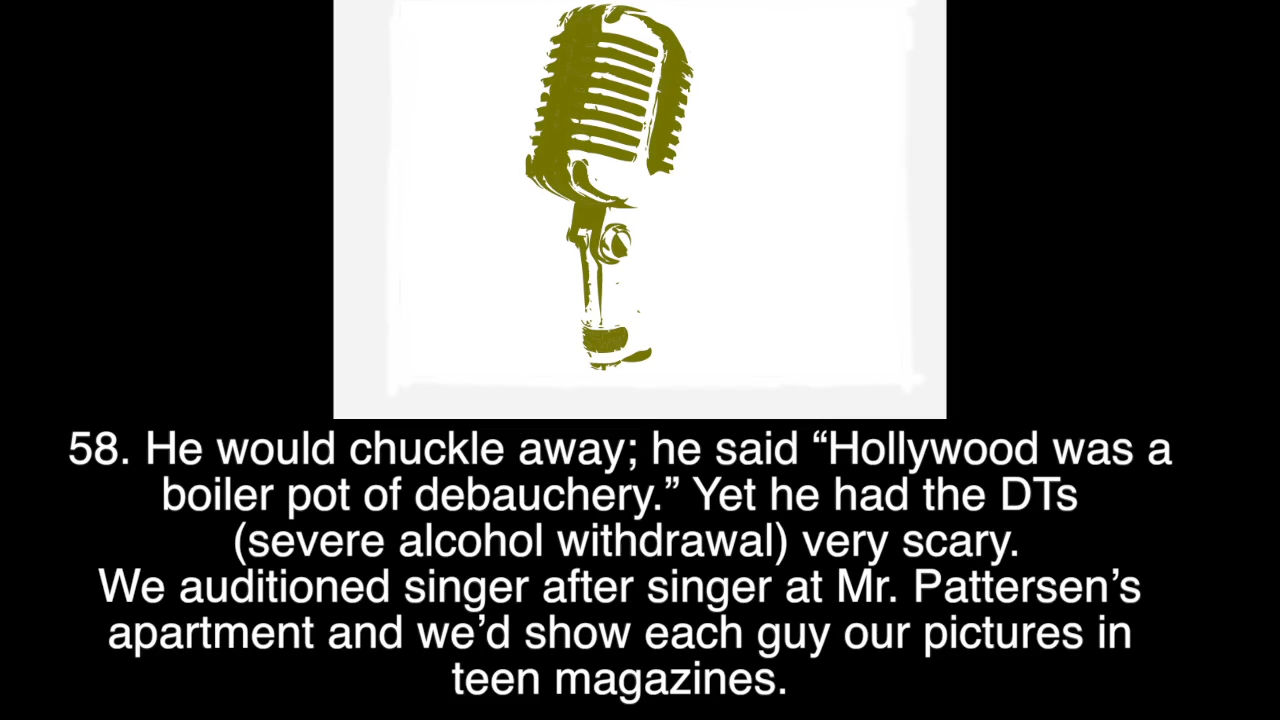 58. He would chuckle away; he said “Hollywood was a
boiler pot of debauchery.” Yet he had the DTs
(severe alcohol withdrawal) very scary.
We auditioned singer after singer at Mr. Pattersen’s
apartment and we’d show each guy our pictures in
teen magazines.